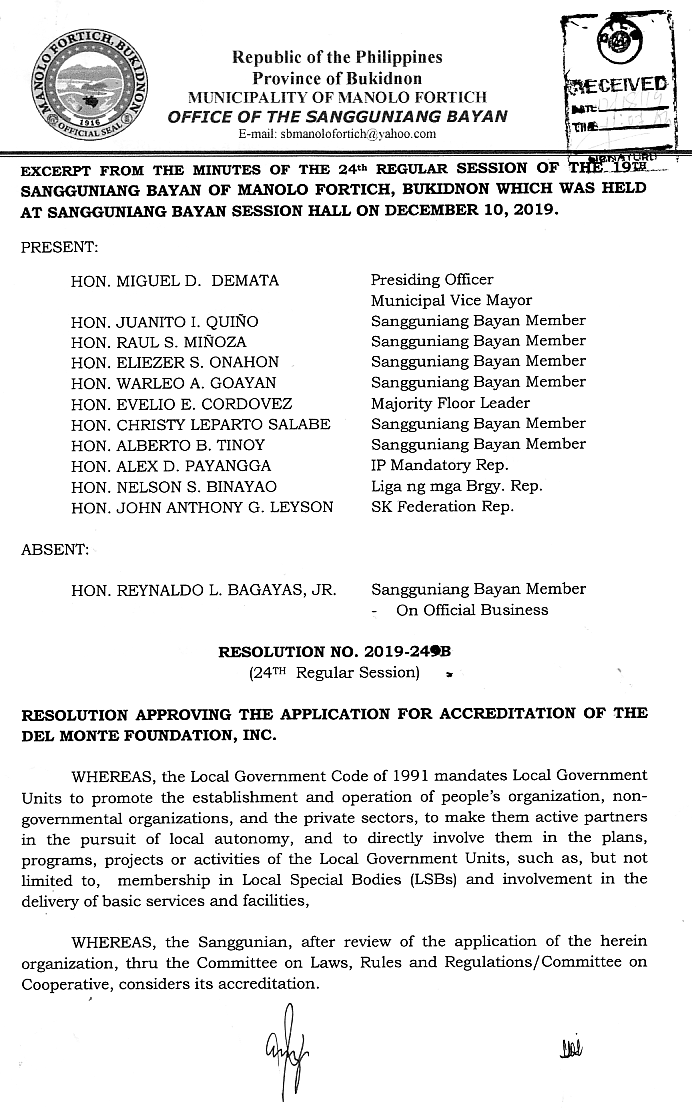 MANOLO FORTICH, BUKIDNON
1916
OFFICIAL SEAL
Republic of the Philippines
Province of Bukidnon
MUNICIPALITY OF MANOLO FORTICH
OFFICE OF THE SANGGUNIANG BAYAN
E-mail: sbmanolofortich@yahoo.com
RECEIVED
DATE:
TIME
SIGNATURE
EXCERPT FROM THE MINUTES OF THE 24th REGULAR SESSION OF THE 19TH
SANGGUNIANG BAYAN OF MANOLO FORTICH, BUKIDNON WHICH WAS HELD
AT SANGGUNIANG BAYAN SESSION HALL ON DECEMBER 10, 2019.
PRESENT:
HON. MIGUEL D. DEMATA Presiding Officer
Municipal Vice Mayor
HON. JUANITO I. QUIÑO Sangguniang Bayan Member
HON. RAUL S. MIÑOZA Sangguniang Bayan Member
HON. ELIEZER S. ONAHON Sangguniang Bayan Member
HON. WARLEO A. GOAYAN Sangguniang Bayan Member
HON. EVELIO E. CORDOVEZ Majority Floor Leader
HON. CHRISTY LEPARTO SALABE Sangguniang Bayan Member
HON. ALBERTO B. TINOY Sangguniang Bayan Member
HON. ALEX D. PAYANGGA IP Mandatory Rep.
HON. NELSON S. BINAYAO Liga ng mga Brgy. Rep.
HON. JOHN ANTHONY G. LEYSON SK Federation Rep.
ABSENT:
HON. REYNALDO L. BAGAYAS, JR. Sangguniang Bayan Member
- On Official Business
RESOLUTION NO.
(24TH Regular Session)
RESOLUTION APPROVING THE APPLICATION FOR ACCREDITATION OF THE
DEL MONTE FOUNDATION, INC.
WHEREAS, the Local Government Code of 1991 mandates Local Government
Units to promote the establishment and operation of people's organization, non-
governmental organizations, and the private sectors, to make them active partners
in the pursuit of local autonomy, and to directly involve them in the plans,
programs, projects or activities of the Local Government Units, such as, but not
limited to, membership in Local Special Bodies (LSBs) and involvement in the
delivery of basic services and facilities,
WHEREAS, the Sanggunian, after review of the application of the herein
organization, thru the Committee on Laws, Rules and Regulations/Committee on
Cooperative, considers its accreditation.